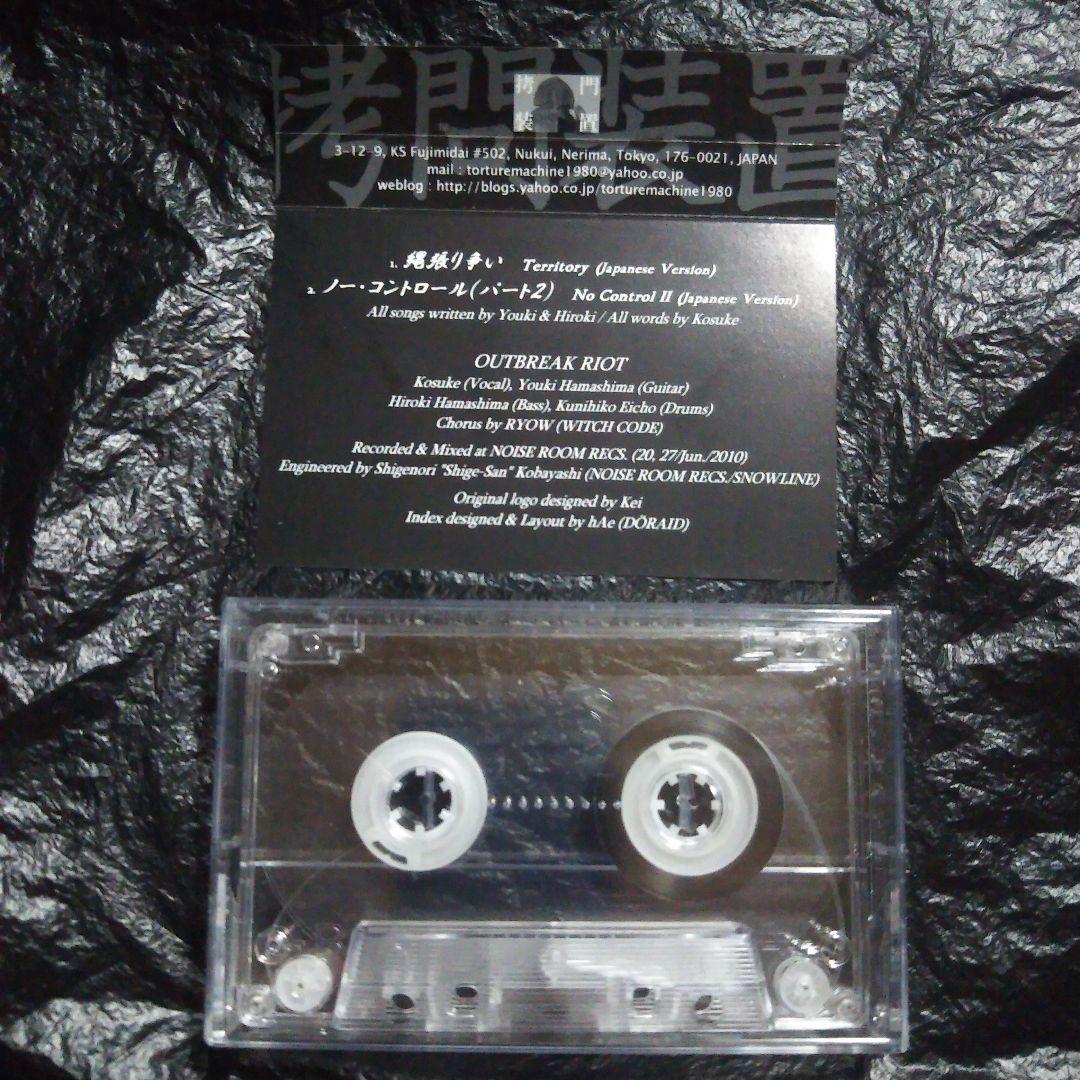 拷問装置
拷問
装置
3-12-9, KS Fujimidai #502, Nukui, Nerima, Tokyo, 176-0021, JAPAN
mail : torturemachine1980@yahoo.co.jp
weblog : http://blogs.yahoo.co.jp/torturemachine1980
1. 縄張り争い Territory (Japanese Version)
2. ノー・コントロール(パート2) No Control II (Japanese Version)
All songs written by Youki & Hiroki / All words by Kosuke
OUTBREAK RIOT
Kosuke (Vocal), Youki Hamashima (Guitar)
Hiroki Hamashima (Bass), Kunihiko Eicho (Drums)
Chorus by RYOW (WITCH CODE)
Recorded & Mixed at NOISE ROOM RECS. (20, 27/Jun./2010)
Engineered by Shigenori "Shige-San" Kobayashi (NOISE ROOM RECS./SNOWLINE)
Original logo designed by Kei
Index designed & Layout by hAe (DÖRAID)